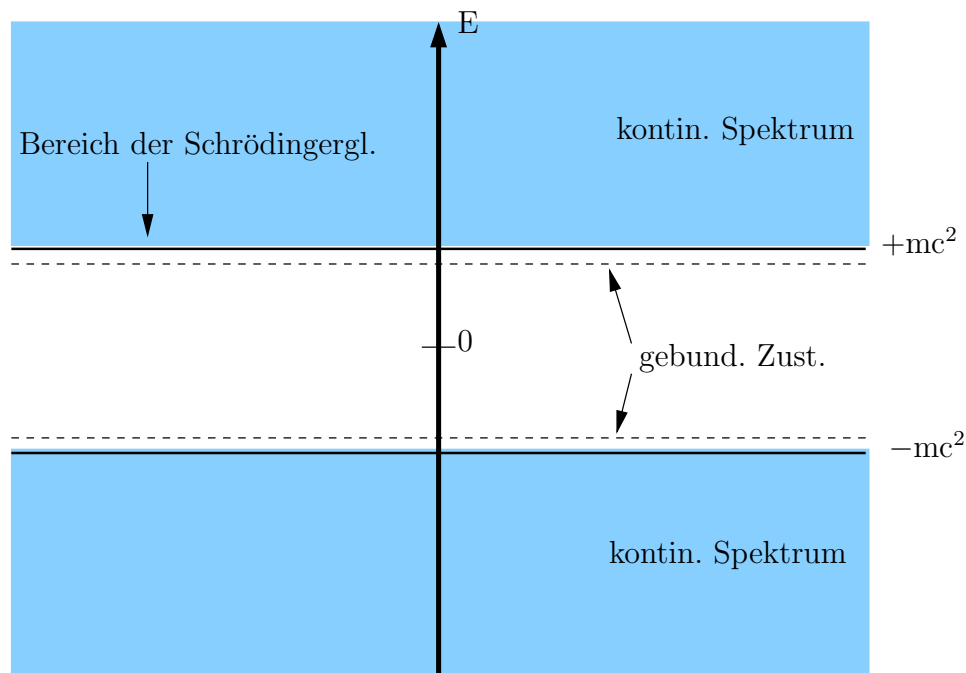 E
kontin. Spektrum
Bereich der Schrödingergl.
+mc²
0
gebund. Zust.
−mc²
kontin. Spektrum